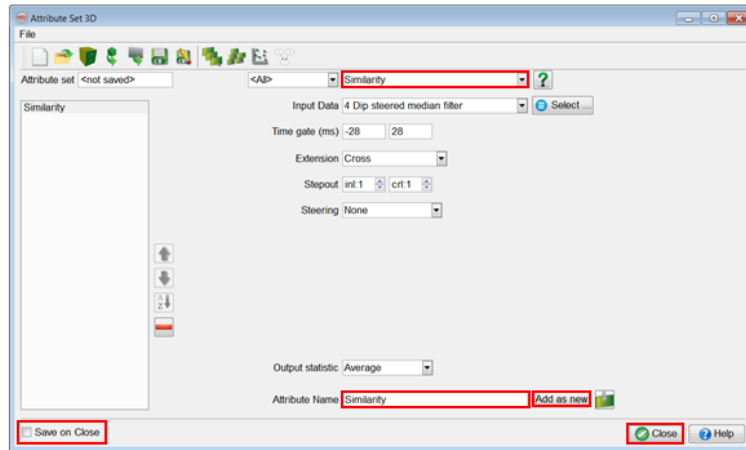 Attribute Set 3D
File
Attribute set <not saved> <All> Similarity ?
Similarity
Input Data 4 Dip steered median filter Select ...
Time gate (ms) -28 28
Extension Cross
Stepout inl:1 crl:1
Steering None
A
Z
Output statistic Average
Attribute Name Similarity Add as new
Save on Close Close ? Help